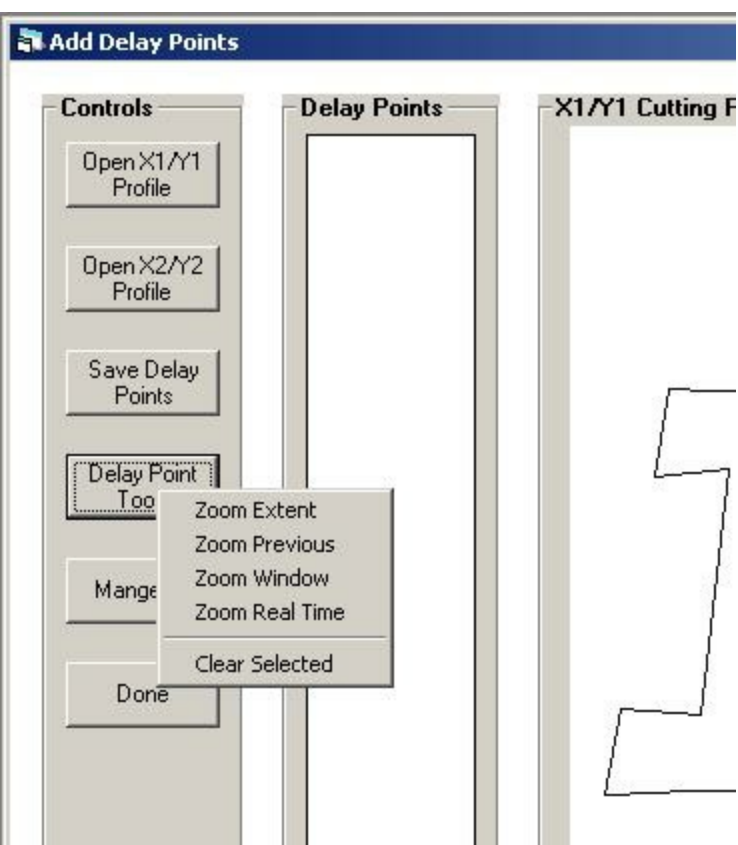 Add Delay Points
Controls
Delay Points
X1/Y1 Cutting
Open X1/Y1
Profile
Open X2/Y2
Profile
Save Delay
Points
Delay Point
Zoom Extent
Zoom Previous
Zoom Window
Zoom Real Time
Clear Selected
Done